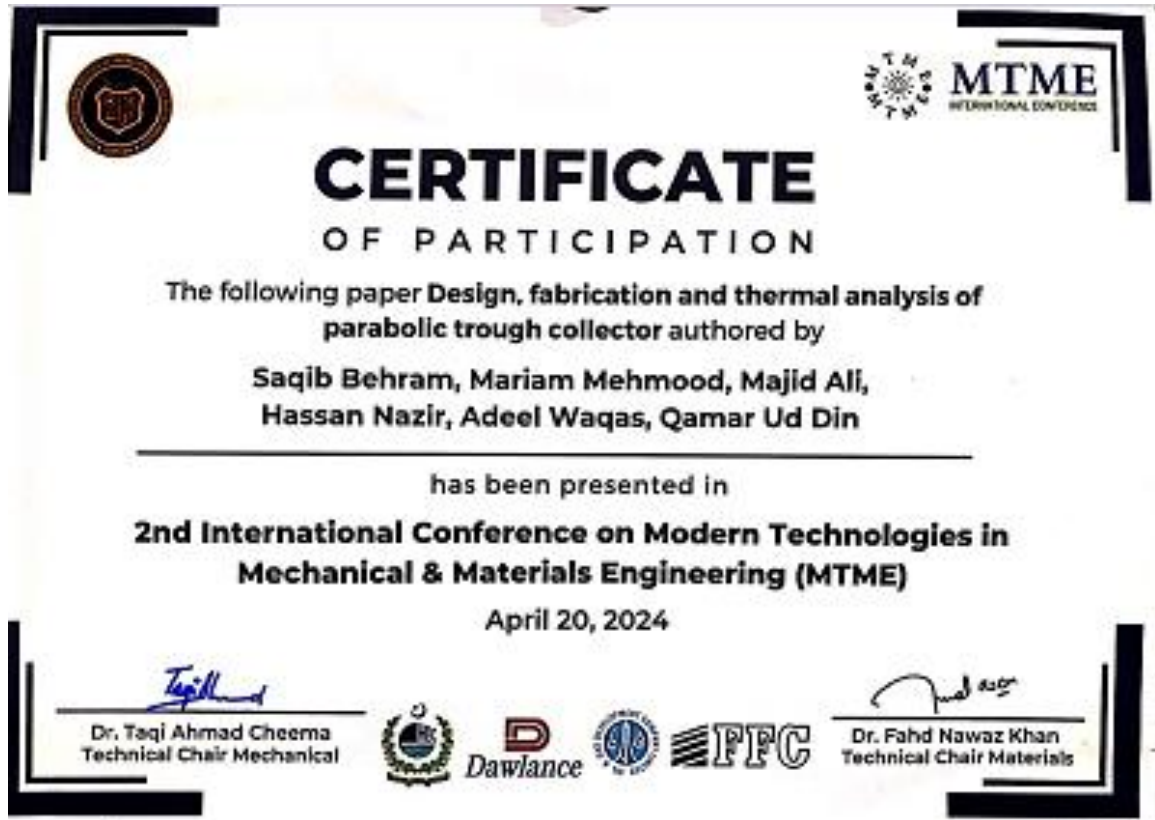 MTME
INTERNATIONAL CONFERENCE
CERTIFICATE
OF PARTICIPATION
The following paper Design, fabrication and thermal analysis of
parabolic trough collector authored by
Saqib Behram, Mariam Mehmood, Majid Ali,
Hassan Nazir, Adeel Waqas, Qamar Ud Din
has been presented in
2nd International Conference on Modern Technologies in
Mechanical & Materials Engineering (MTME)
April 20, 2024
Dr. Taqi Ahmad Cheema
Technical Chair Mechanical
HEC
Dawlance
FFC
Dr. Fahd Nawaz Khan
Technical Chair Materials